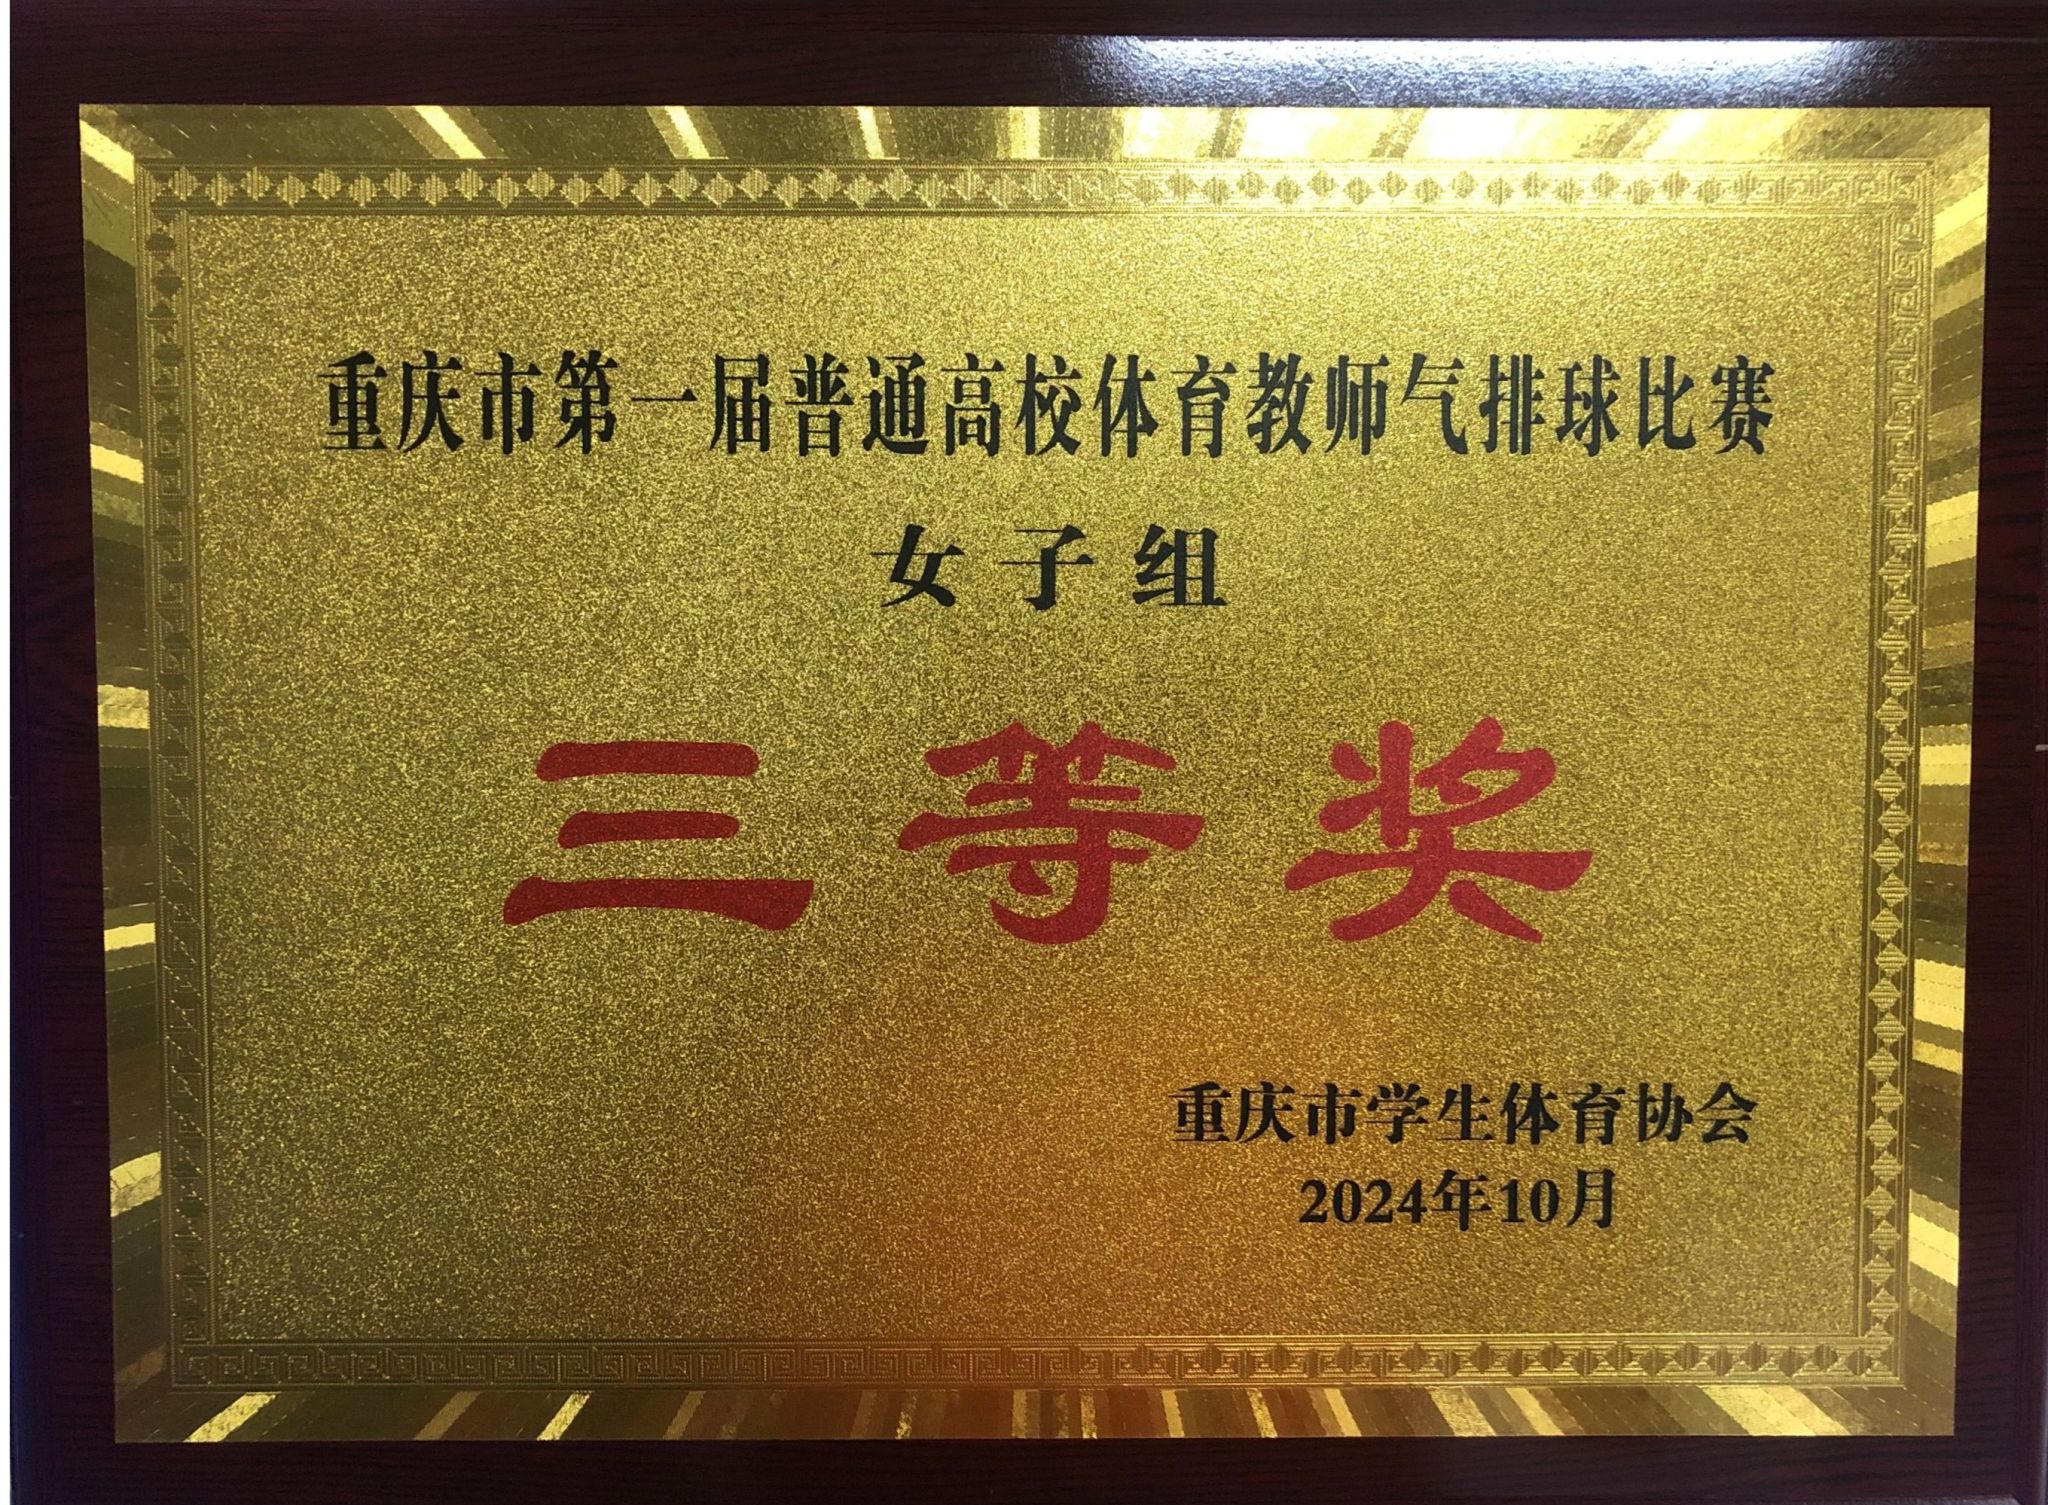 重庆市第一届普通高校体育教师气排球比赛
女子组
三等奖
重庆市学生体育协会
2024年10月